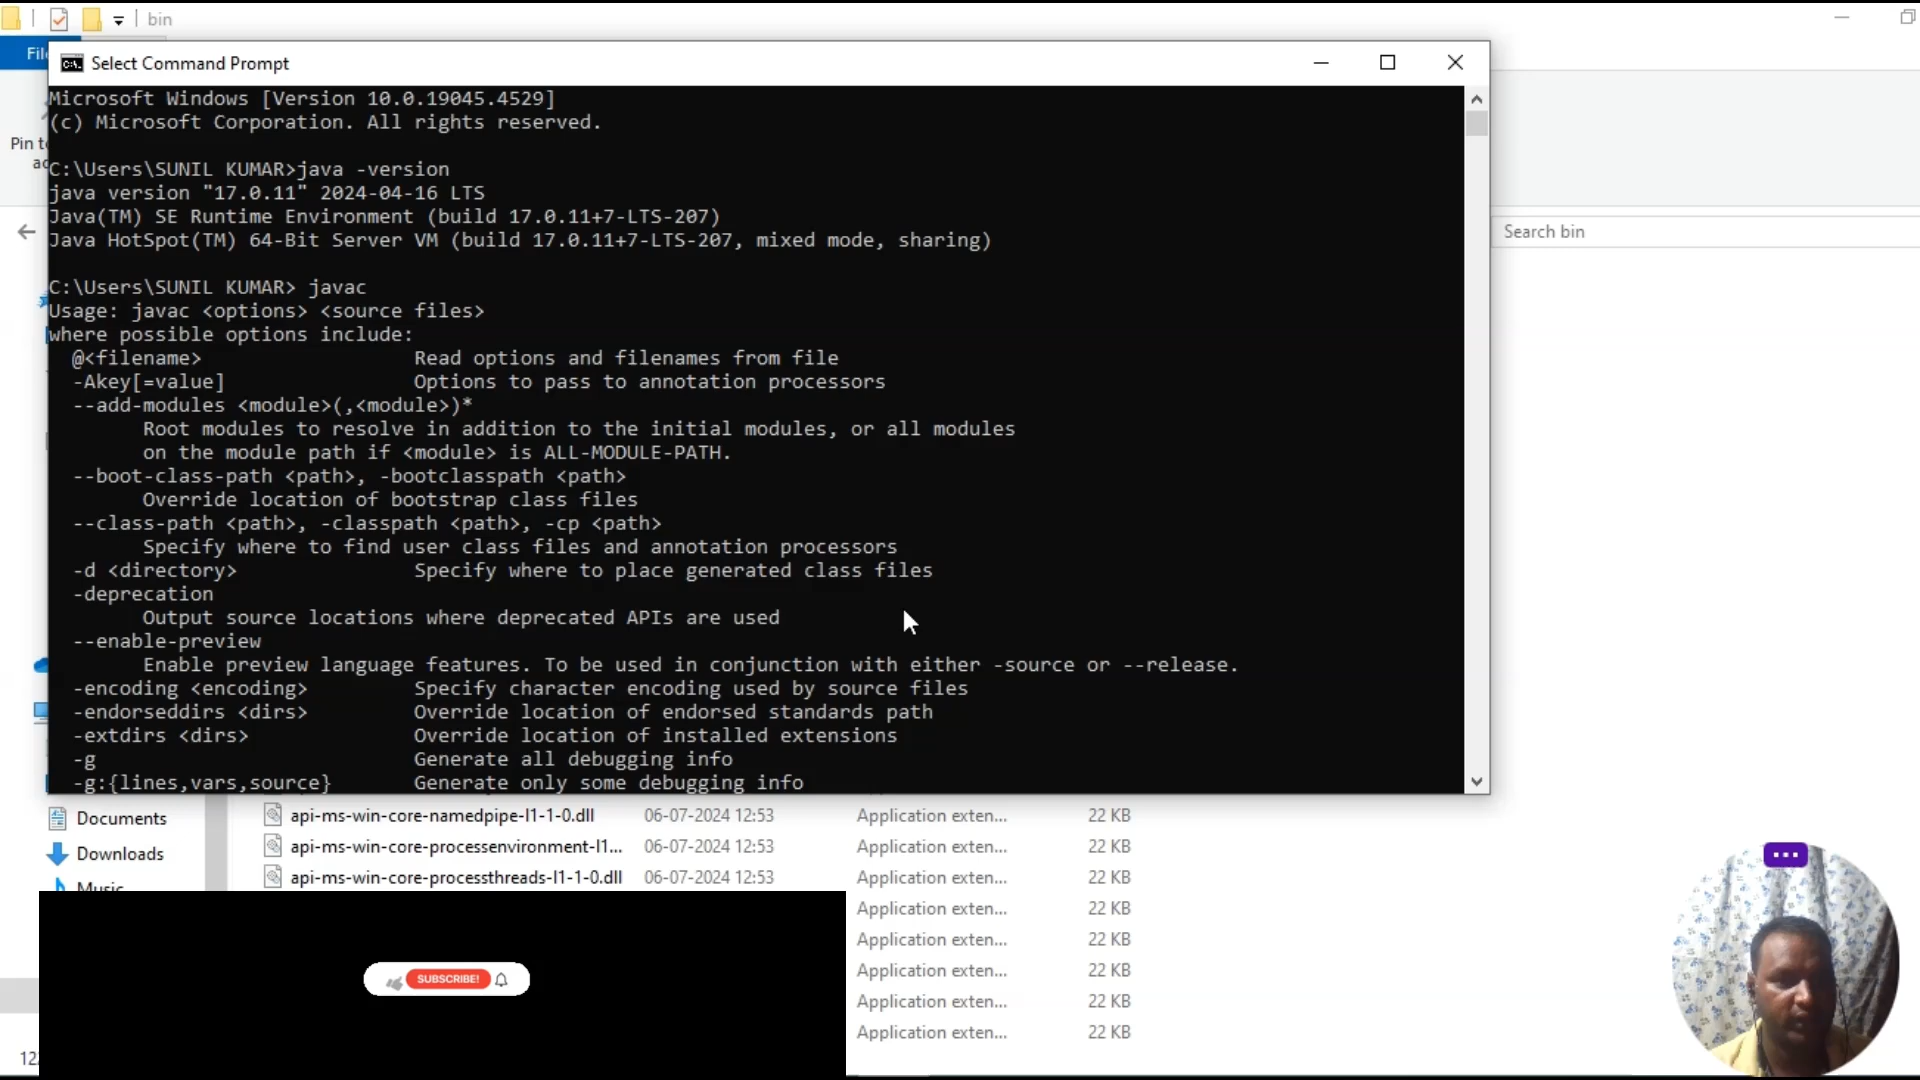 bin
File
Select Command Prompt
Microsoft Windows [Version 10.0.19045.4529]
(c) Microsoft Corporation. All rights reserved.
Pin to
C:\Users\SUNIL KUMAR>java -version
java version "17.0.11" 2024-04-16 LTS
Java(TM) SE Runtime Environment (build 17.0.11+7-LTS-207)
Java HotSpot(TM) 64-Bit Server VM (build 17.0.11+7-LTS-207, mixed mode, sharing)
Search bin
C:\Users\SUNIL KUMAR> javac
Usage: javac <options> <source files>
where possible options include:
@<filename> Read options and filenames from file
-Akey[=value] Options to pass to annotation processors
--add-modules <module>(,<module>)*
Root modules to resolve in addition to the initial modules, or all modules
on the module path if <module> is ALL-MODULE-PATH.
--boot-class-path <path>, -bootclasspath <path>
Override location of bootstrap class files
--class-path <path>, -classpath <path>, -cp <path>
Specify where to find user class files and annotation processors
-d <directory> Specify where to place generated class files
-deprecation
Output source locations where deprecated APIs are used
--enable-preview
Enable preview language features. To be used in conjunction with either -source or --release.
-encoding <encoding> Specify character encoding used by source files
-endorseddirs <dirs> Override location of endorsed standards path
-extdirs <dirs> Override location of installed extensions
-g Generate all debugging info
-g:{lines,vars,source} Generate only some debugging info
Documents api-ms-win-core-namedpipe-l1-1-0.dll 06-07-2024 12:53 Application exten... 22 KB
Downloads api-ms-win-core-processenvironment-l1... 06-07-2024 12:53 Application exten... 22 KB
Music api-ms-win-core-processthreads-l1-1-0.dll 06-07-2024 12:53 Application exten... 22 KB
Application exten... 22 KB
Application exten... 22 KB
Application exten... 22 KB
Application exten... 22 KB
Application exten... 22 KB
SUBSCRIBE!